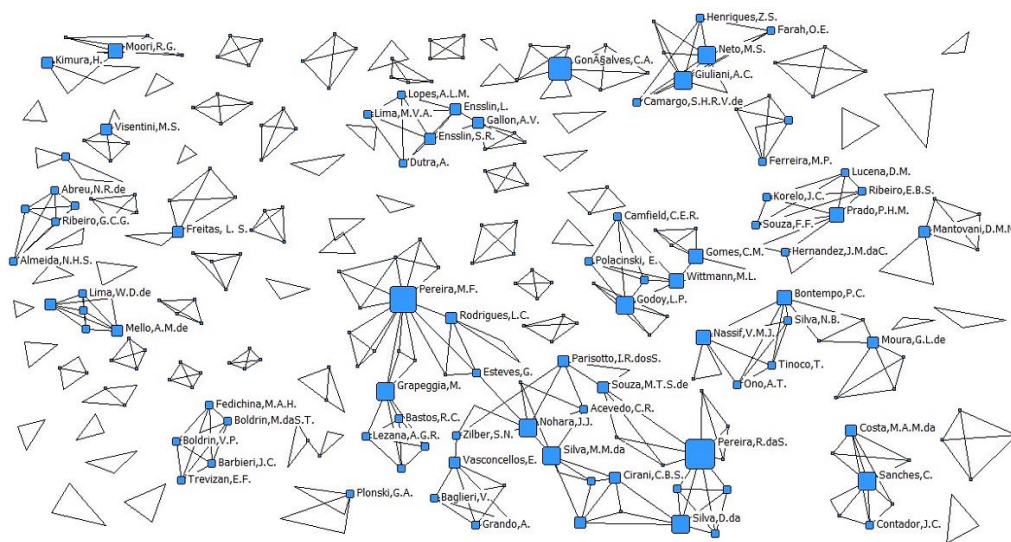 Henriques,Z.S.
Farah,O.E.
Moori,R.G.
Neto,M.S.
Kimura,H.
GonÃ§alves,C.A.
Giuliani,A.C.
Lopes,A.L.M.
Camargo,S.H.R.V.de
Ensslin,L.
Lima,M.V.A.
Gallon,A.V.
Visentini,M.S.
Ensslin,S.R.
Dutra,A.
Ferreira,M.P.
Lucena,D.M.
Abreu,N.R.de
Korelo,J.C.
Ribeiro,E.B.S.
Ribeiro,G.C.G.
Camfield,C.E.R.
Prado,P.H.M.
Souza,F.F.
Freitas, L. S.
Mantovani,D.M.N
Gomes,C.M.
Hernandez,J.M.daC.
Almeida,N.H.S.
Polacinski, E.
Wittmann,M.L.
Pereira,M.F.
Lima,W.D.de
Bontempo,P.C.
Godoy,L.P.
Rodrigues,L.C.
Silva,N.B.
Mello,A.M.de
Nassif,V.M.J.
Moura,G.L.de
Parisotto,I.R.dosS.
Tinoco,T.
Esteves,G.
Souza,M.T.S.de
Ono,A.T.
Grapeggia,M.
Fedichina,M.A.H.
Acevedo,C.R.
Bastos,R.C.
Boldrin,M.daS.T.
Nohara,J.J.
Costa,M.A.M.da
Lezana,A.G.R.
Zilber,S.N.
Boldrin,V.P.
Pereira,R.daS.
Silva,M.M.da
Barbieri,J.C.
Vasconcellos,E.
Sanches,C.
Trevizan,E.F.
Cirani,C.B.S.
Plonski,G.A.
Baglieri,V.
Grando,A.
Silva,D.da
Contador,J.C.